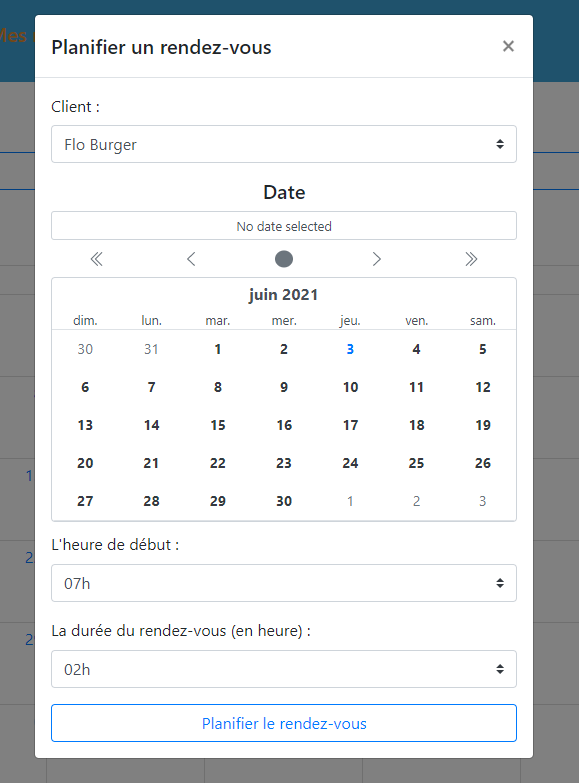 Mes
Planifier un rendez-vous
×
Client :
Flo Burger
Date
No date selected
juin 2021
dim. lun. mar. mer. jeu. ven. sam.
30 31 1 2 3 4 5
6 7 8 9 10 11 12
13 14 15 16 17 18 19
20 21 22 23 24 25 26
27 28 29 30 1 2 3
L'heure de début :
07h
La durée du rendez-vous (en heure) :
02h
Planifier le rendez-vous